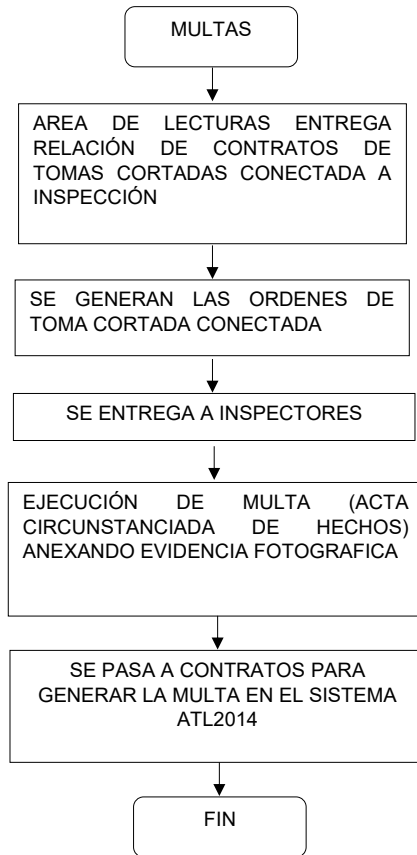 MULTAS
AREA DE LECTURAS ENTREGA
RELACIÓN DE CONTRATOS DE
TOMAS CORTADAS CONECTADA A
INSPECCIÓN
SE GENERAN LAS ORDENES DE
TOMA CORTADA CONECTADA
SE ENTREGA A INSPECTORES
EJECUCIÓN DE MULTA (ACTA
CIRCUNSTANCIADA DE HECHOS)
ANEXANDO EVIDENCIA FOTOGRAFICA
SE PASA A CONTRATOS PARA
GENERAR LA MULTA EN EL SISTEMA
ATL2014
FIN